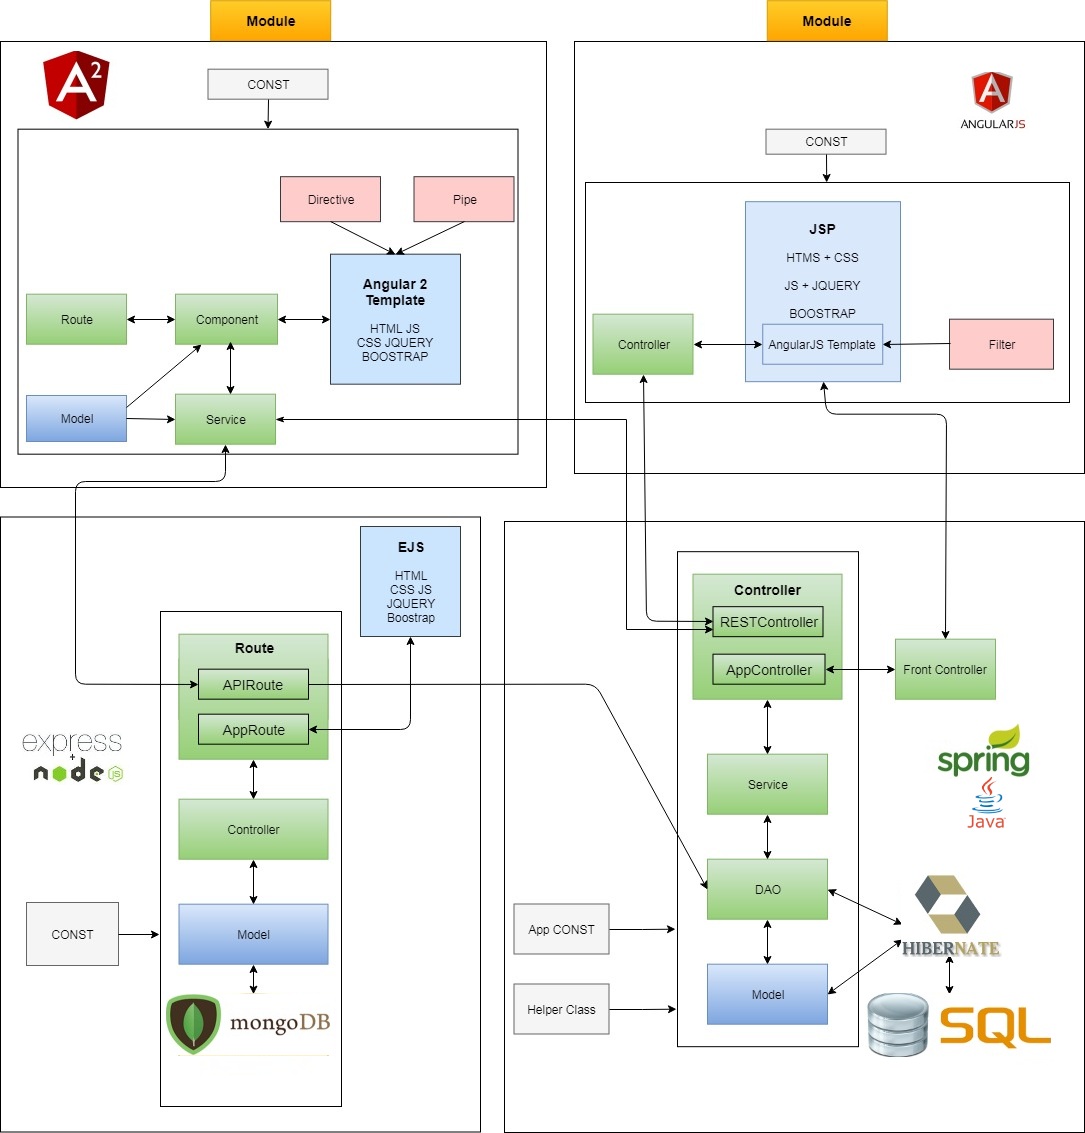 Module
Module
A2
CONST
A
ANGULARJS
CONST
Directive
Pipe
JSP
HTMS + CSS
JS + JQUERY
BOOSTRAP
AngularJS Template
Angular 2
Template
HTML JS
CSS JQUERY
BOOSTRAP
Route
Component
Controller
Filter
Model
Service
EJS
HTML
CSS JS
JQUERY
Boostrap
Route
APIRoute
AppRoute
Controller
RESTController
AppController
Front Controller
express
+
node
JS
spring
Java
Controller
Service
DAO
CONST
Model
App CONST
HIBERNATE
Helper Class
Model
mongoDB
SQL